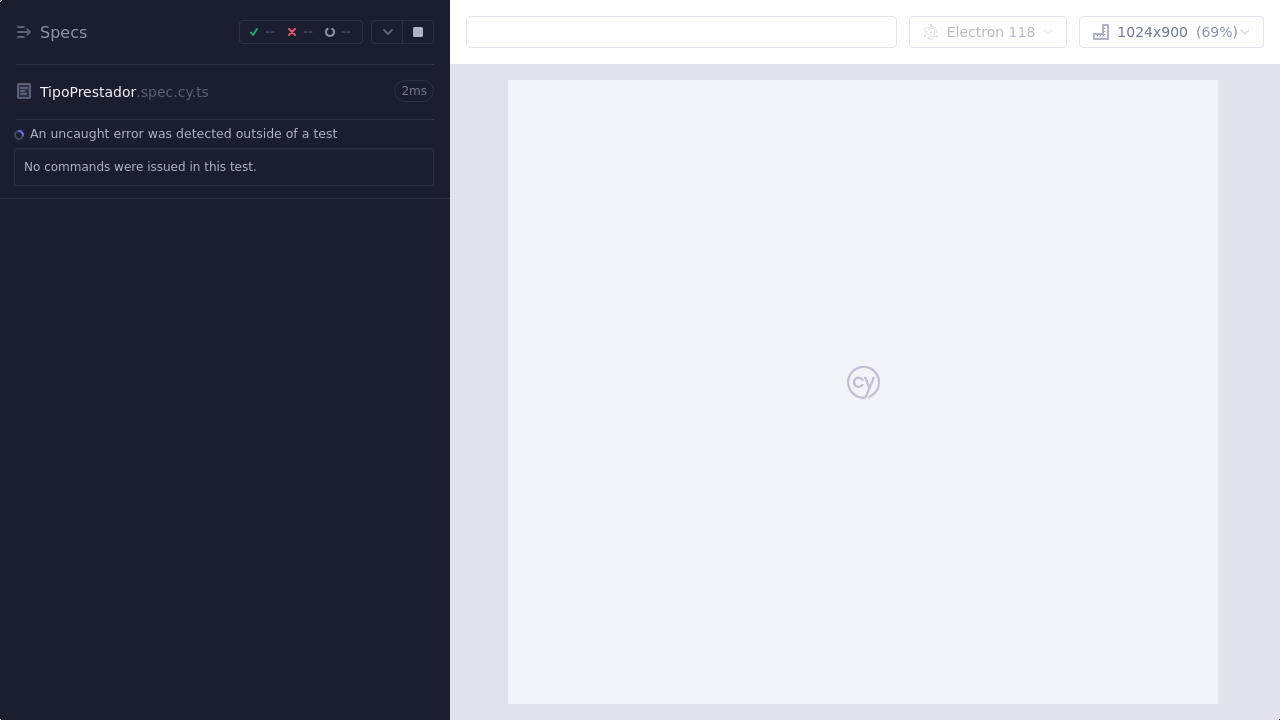 Specs
--
--
--
Electron 118
1024x900 (69%)
TipoPrestador.spec.cy.ts
2ms
An uncaught error was detected outside of a test
No commands were issued in this test.
cy